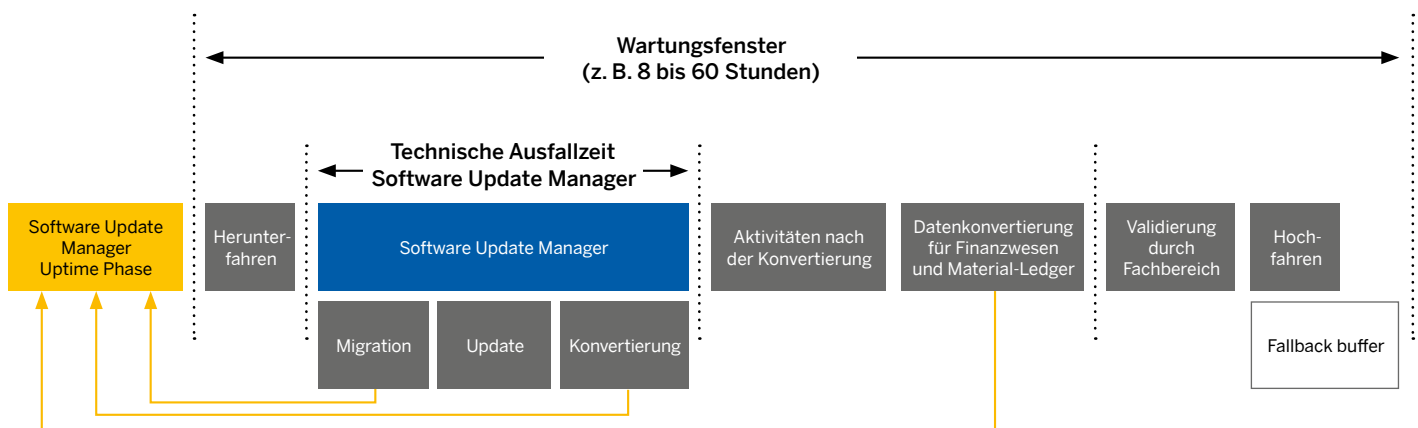 Wartungsfenster
(z. B. 8 bis 60 Stunden)
Technische Ausfallzeit
Software Update Manager
Software Update
Manager
Uptime Phase
Herunter-
fahren
Software Update Manager
Aktivitäten nach
der Konvertierung
Datenkonvertierung
für Finanzwesen
und Material-Ledger
Validierung
durch
Fachbereich
Hoch-
fahren
Migration
Update
Konvertierung
Fallback buffer